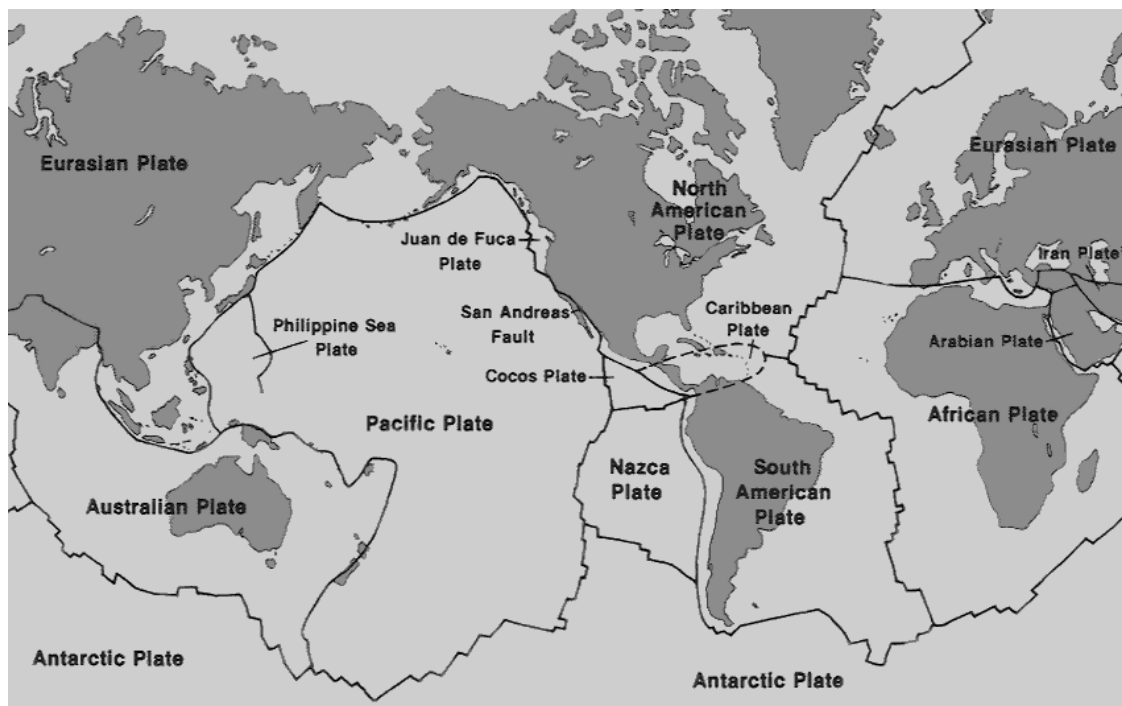 Eurasian Plate
Eurasian Plate
North
American
Plate
Juan de Fuca
Plate
Iran Plate
San Andreas
Fault
Caribbean
Plate
Philippine Sea
Plate
Arabian Plate
Cocos Plate
Pacific Plate
African Plate
Nazca
Plate
South
American
Plate
Australian Plate
Antarctic Plate
Antarctic Plate